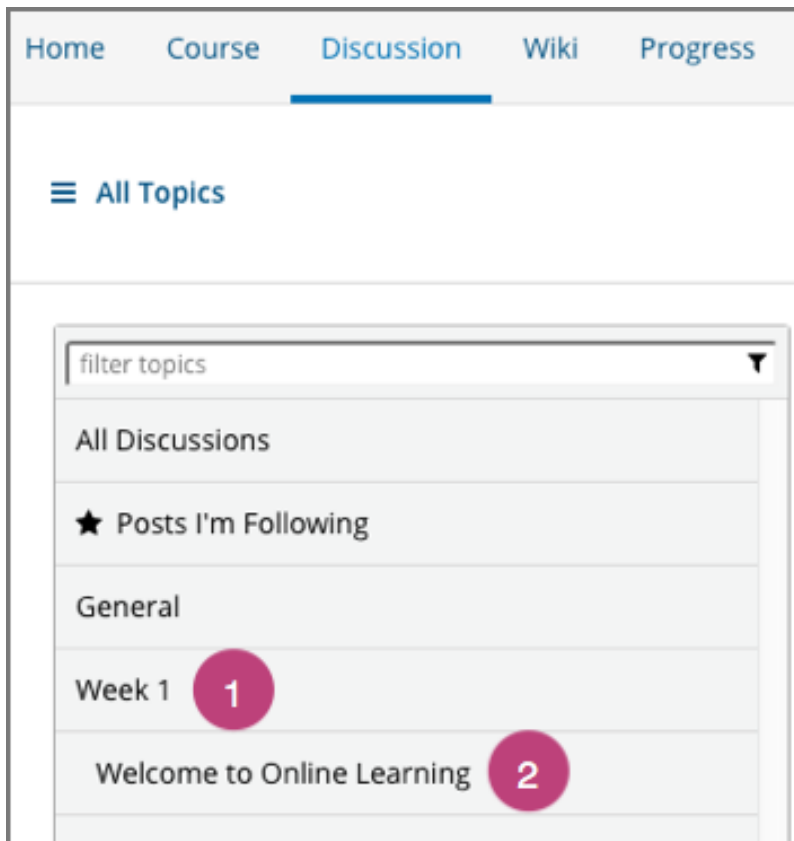 Home Course Discussion Wiki Progress
All Topics
filter topics
All Discussions
Posts I'm Following
General
Week 1 1
Welcome to Online Learning 2